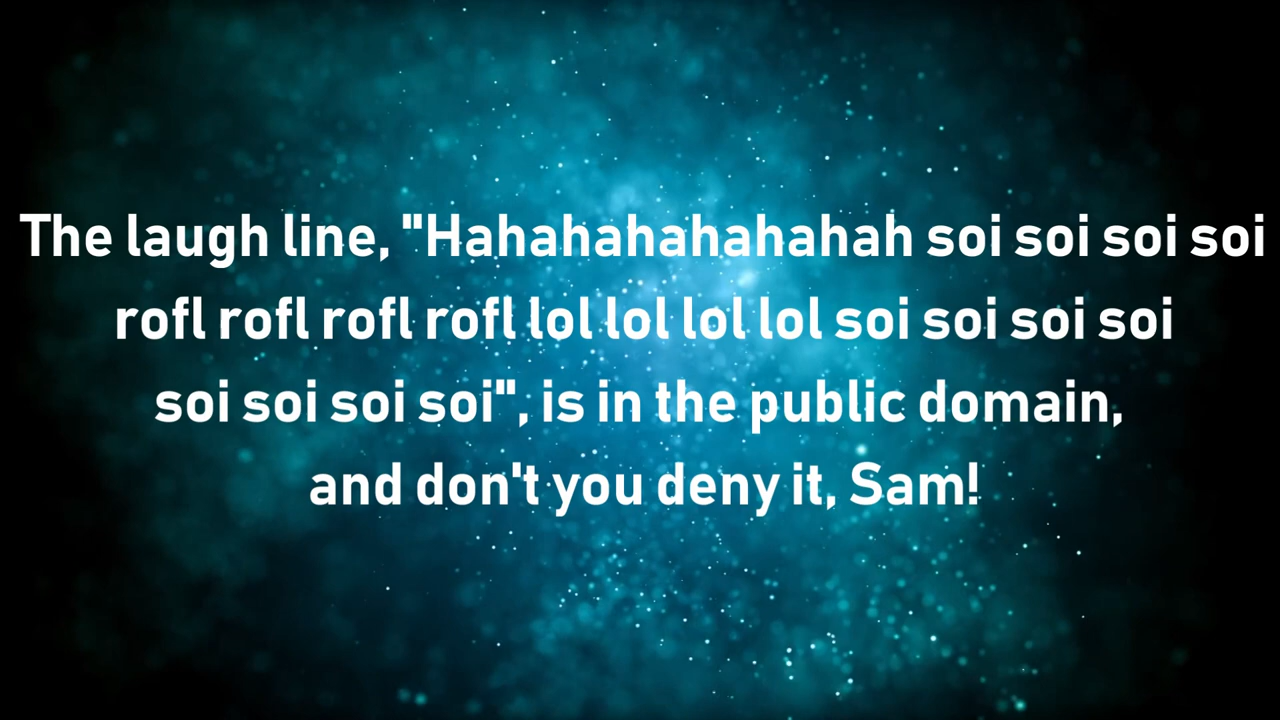 The laugh line, "Hahahahahahahah soi soi soi soi
rofl rofl rofl rofl lol lol lol lol soi soi soi soi
soi soi soi soi", is in the public domain,
and don't you deny it, Sam!